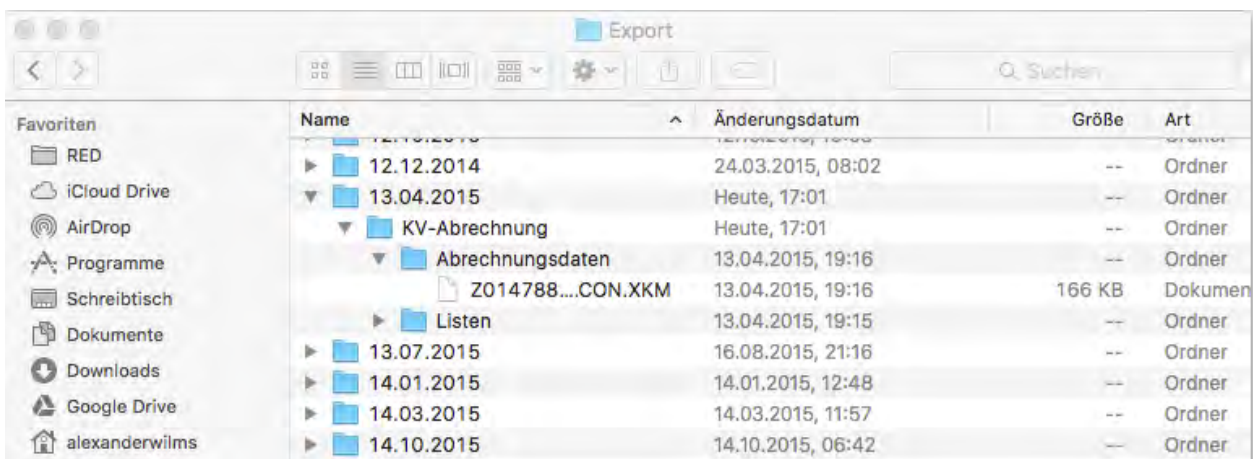 Export
Suchen
Favoriten
RED
iCloud Drive
AirDrop
Programme
Schreibtisch
Dokumente
Downloads
Google Drive
alexanderwilms
Name Änderungsdatum Größe Art
12.12.2014 24.03.2015, 08:02 -- Ordner
13.04.2015 Heute, 17:01 -- Ordner
KV-Abrechnung Heute, 17:01 -- Ordner
Abrechnungsdaten 13.04.2015, 19:16 -- Ordner
Z014788....CON.XKM 13.04.2015, 19:16 166 KB Dokumen
Listen 13.04.2015, 19:15 -- Ordner
13.07.2015 16.08.2015, 21:16 -- Ordner
14.01.2015 14.01.2015, 12:48 -- Ordner
14.03.2015 14.03.2015, 11:57 -- Ordner
14.10.2015 14.10.2015, 06:42 -- Ordner